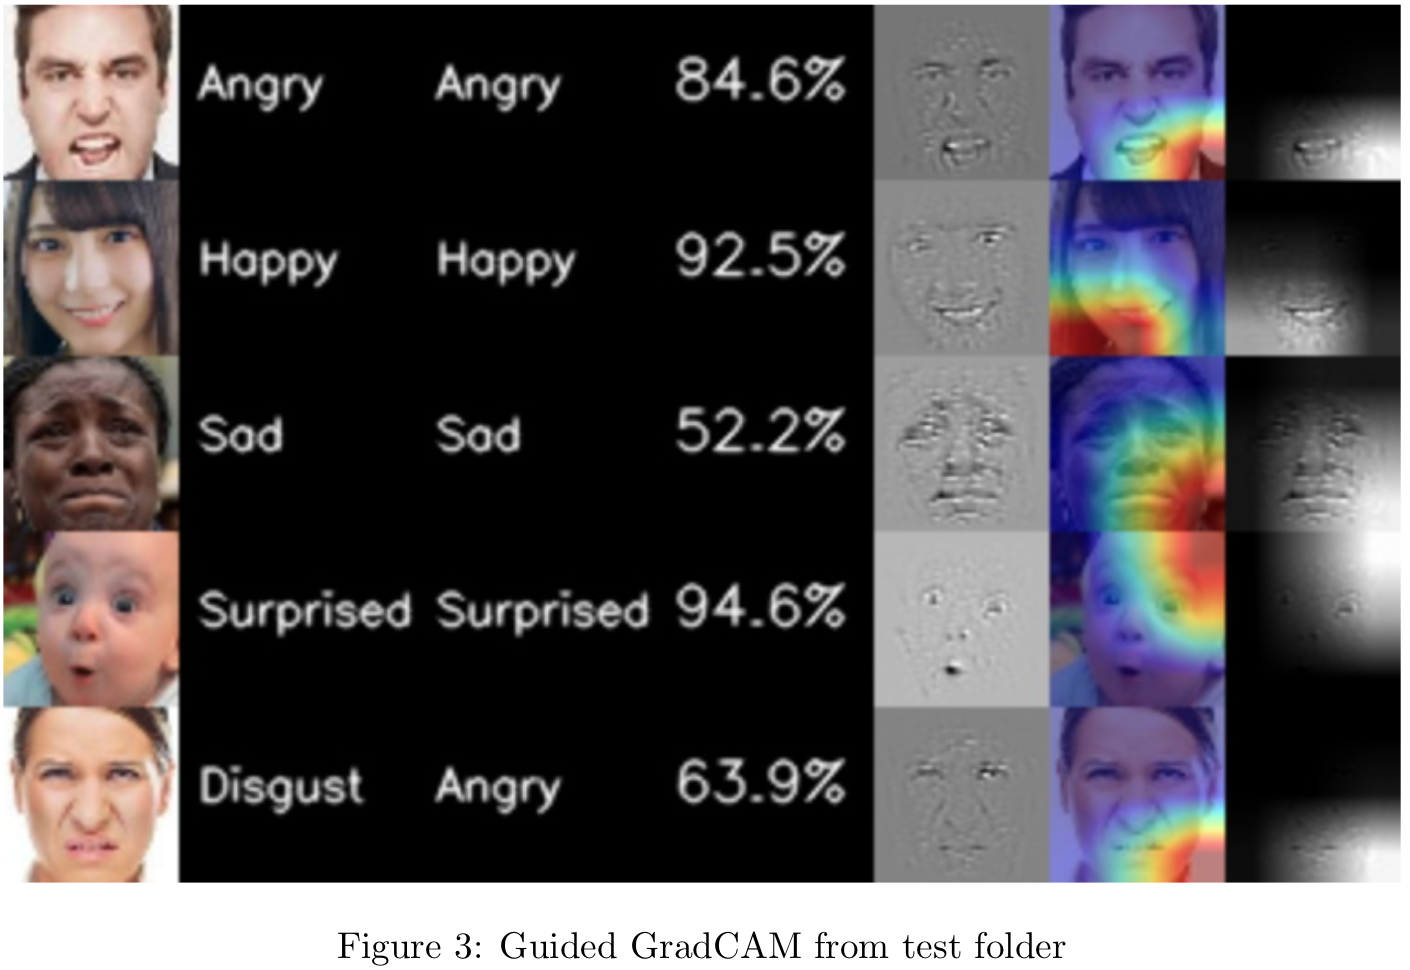 Angry Angry 84.6%
Happy Happy 92.5%
Sad Sad 52.2%
Surprised Surprised 94.6%
Disgust Angry 63.9%
Figure 3: Guided GradCAM from test folder